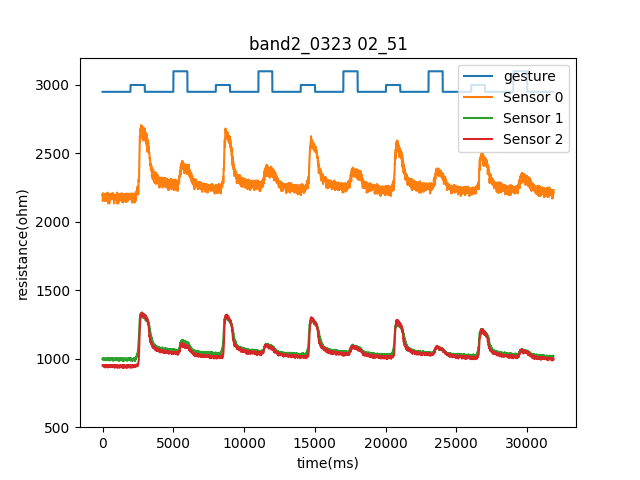 band2_0323 02_51
gesture
Sensor 0
Sensor 1
Sensor 2
resistance(ohm)
3000
2500
2000
1500
1000
500
0
5000
10000
15000
20000
25000
30000
time(ms)